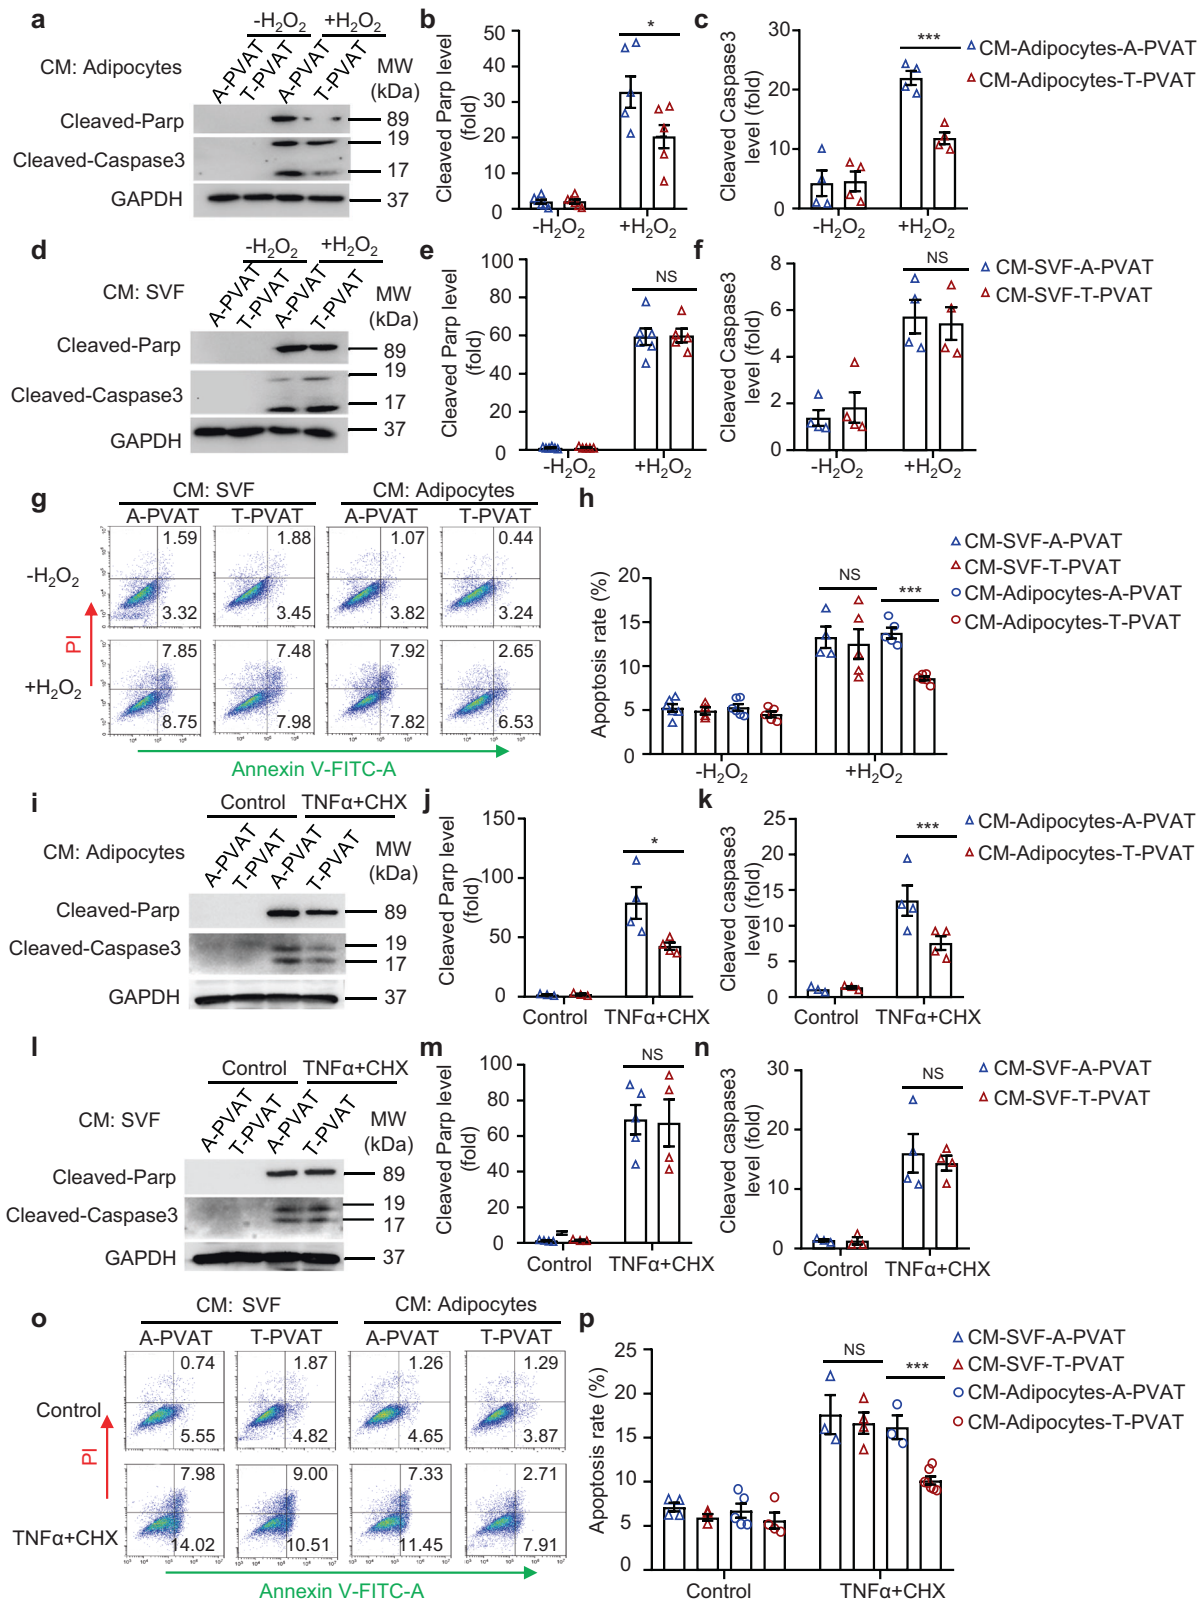 a
-H₂O₂ +H₂O₂
CM: Adipocytes
A-PVAT T-PVAT A-PVAT T-PVAT
MW
(kDa)
Cleaved-Parp 89
19
Cleaved-Caspase3
17
GAPDH 37
b
Cleaved Parp level
(fold)
50
40
30
20
10
0
*
-H₂O₂ +H₂O₂
c
Cleaved Caspase3
level (fold)
30
20
10
0
***
-H₂O₂ +H₂O₂
CM-Adipocytes-A-PVAT
CM-Adipocytes-T-PVAT
d
-H₂O₂ +H₂O₂
CM: SVF
A-PVAT T-PVAT A-PVAT T-PVAT
MW
(kDa)
Cleaved-Parp 89
19
Cleaved-Caspase3
17
GAPDH 37
e
Cleaved Parp level
(fold)
100
80
60
40
20
0
NS
-H₂O₂ +H₂O₂
f
Cleaved Caspase3
level (fold)
8
6
4
2
0
NS
-H₂O₂ +H₂O₂
CM-SVF-A-PVAT
CM-SVF-T-PVAT
g
CM: SVF CM: Adipocytes
A-PVAT T-PVAT A-PVAT T-PVAT
-H₂O₂
1.59 1.88 1.07 0.44
3.32 3.45 3.82 3.24
PI
+H₂O₂
7.85 7.48 7.92 2.65
8.75 7.98 7.82 6.53
Annexin V-FITC-A
h
Apoptosis rate (%)
20
15
10
5
0
NS ***
-H₂O₂ +H₂O₂
CM-SVF-A-PVAT
CM-SVF-T-PVAT
CM-Adipocytes-A-PVAT
CM-Adipocytes-T-PVAT
i
Control TNFα+CHX
CM: Adipocytes
A-PVAT T-PVAT A-PVAT T-PVAT
MW
(kDa)
Cleaved-Parp 89
Cleaved-Caspase3 19
17
GAPDH 37
j
Cleaved Parp level
(fold)
150
100
50
0
*
Control TNFα+CHX
k
Cleaved caspase3
level (fold)
25
20
15
10
5
0
***
Control TNFα+CHX
CM-Adipocytes-A-PVAT
CM-Adipocytes-T-PVAT
l
Control TNFα+CHX
CM: SVF
A-PVAT T-PVAT A-PVAT T-PVAT
MW
(kDa)
Cleaved-Parp 89
19
Cleaved-Caspase3 17
GAPDH 37
m
Cleaved Parp level
(fold)
100
80
60
40
20
0
NS
Control TNFα+CHX
n
Cleaved caspase3
level (fold)
30
20
10
0
NS
Control TNFα+CHX
CM-SVF-A-PVAT
CM-SVF-T-PVAT
o
CM: SVF CM: Adipocytes
A-PVAT T-PVAT A-PVAT T-PVAT
Control
0.74 1.87 1.26 1.29
5.55 4.82 4.65 3.87
PI
TNFα+CHX
7.98 9.00 7.33 2.71
14.02 10.51 11.45 7.91
Annexin V-FITC-A
p
Apoptosis rate (%)
25
20
15
10
5
0
NS ***
Control TNFα+CHX
CM-SVF-A-PVAT
CM-SVF-T-PVAT
CM-Adipocytes-A-PVAT
CM-Adipocytes-T-PVAT